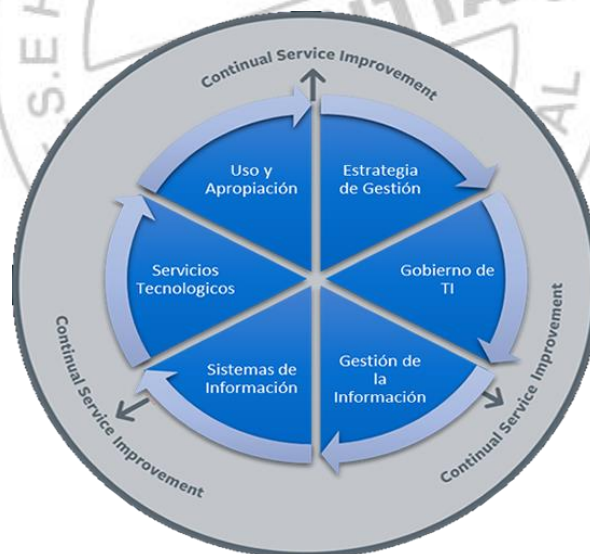 Continual Service Improvement
Uso y
Apropiación
Estrategia
de Gestión
Servicios
Tecnologicos
Gobierno de
TI
Sistemas de
Información
Gestión de
la
Información
Continual Service Improvement
Continual Service Improvement
S.E.